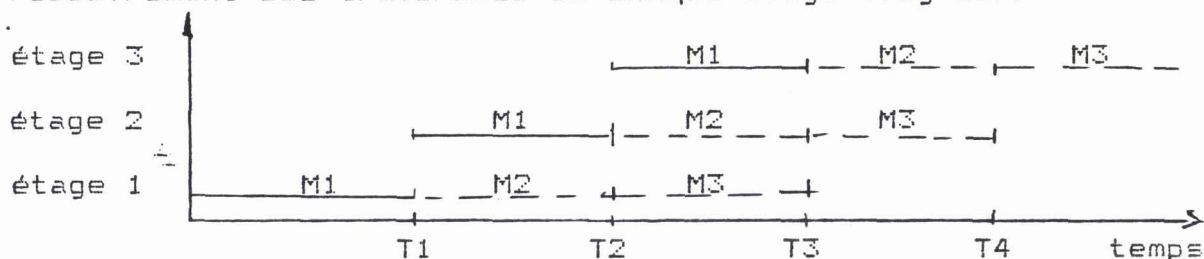 étage 3 M1 M2 M3
étage 2 M1 M2 M3
étage 1 M1 M2 M3
T1 T2 T3 T4 temps